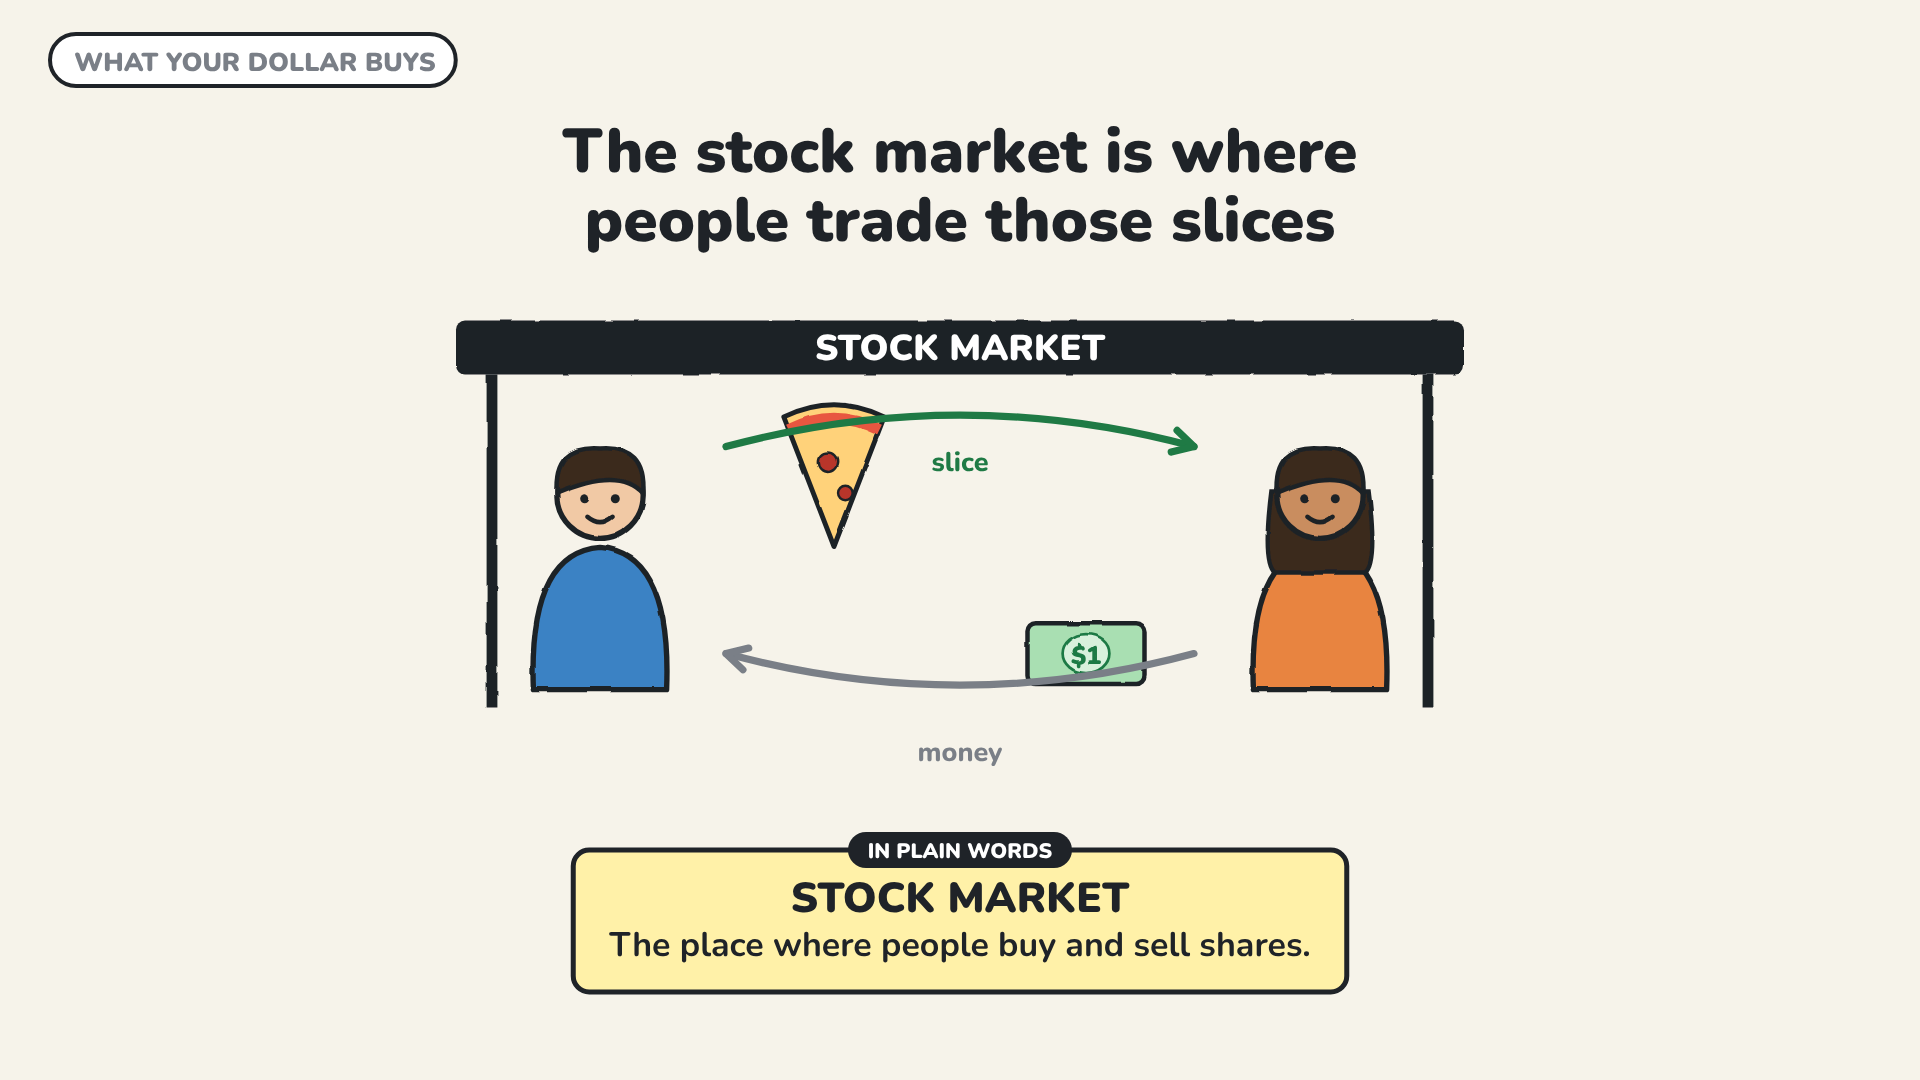 WHAT YOUR DOLLAR BUYS
The stock market is where
people trade those slices
STOCK MARKET
slice
$1
money
IN PLAIN WORDS
STOCK MARKET
The place where people buy and sell shares.